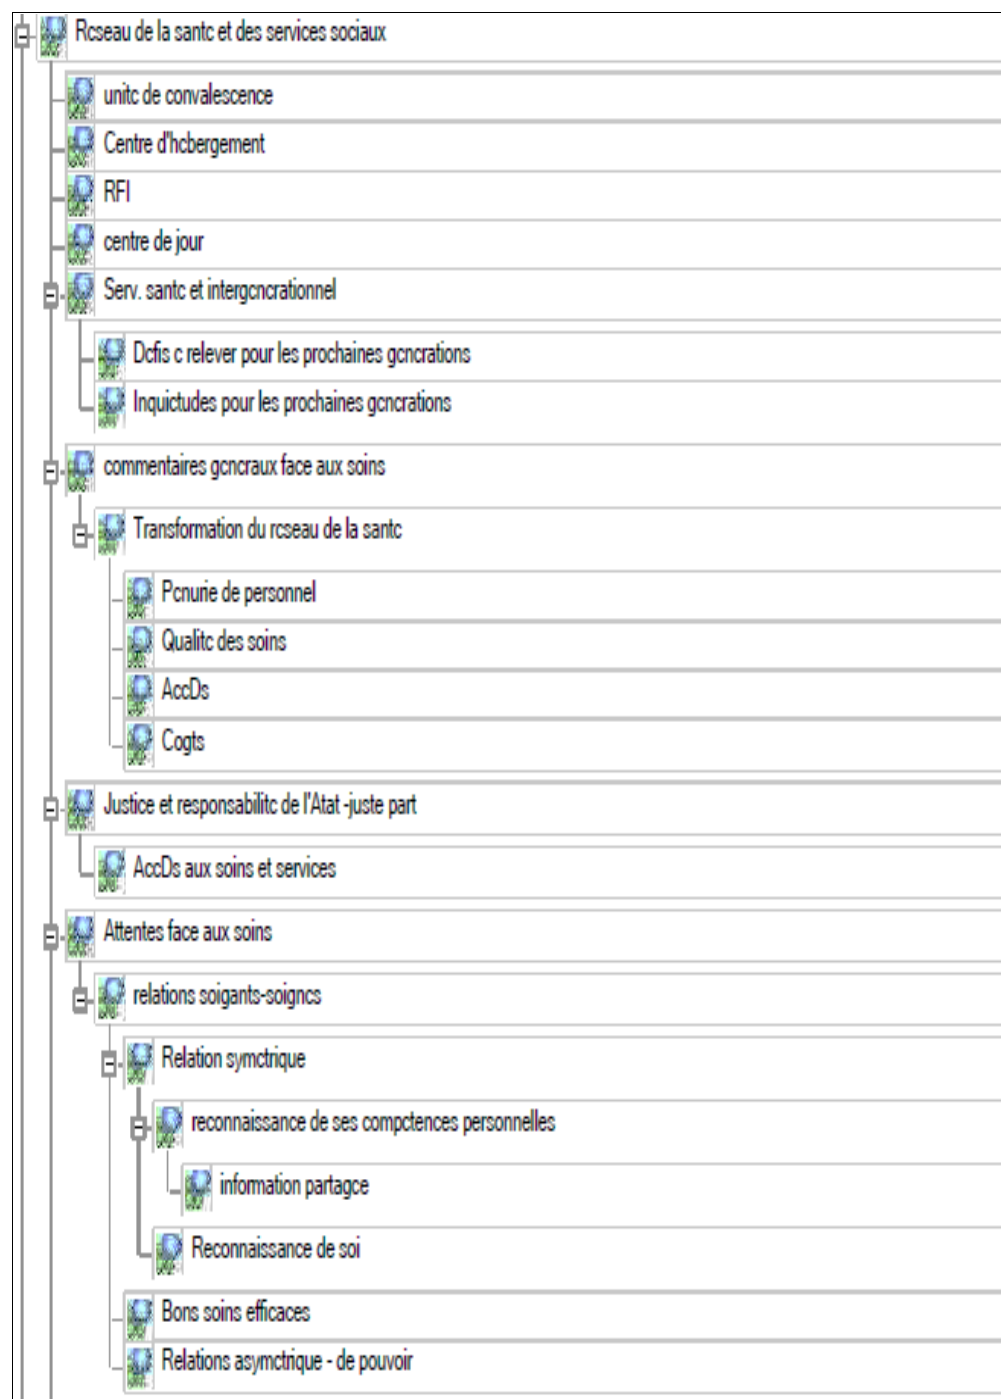 Rcseau de la santc et des services sociaux
unitc de convalescence
Centre d'hcbergement
RFI
centre de jour
Serv. santc et intergcncrationnel
Dcfis c relever pour les prochaines gcncrations
Inquictudes pour les prochaines gcncrations
commentaires gcncraux face aux soins
Transformation du rcseau de la santc
Pcnurie de personnel
Qualitc des soins
AccDs
Cogts
Justice et responsabilitc de l'Atat -juste part
AccDs aux soins et services
Attentes face aux soins
relations soigants-soigncs
Relation symctrique
reconnaissance de ses compctences personnelles
information partagce
Reconnaissance de soi
Bons soins efficaces
Relations asymctrique - de pouvoir